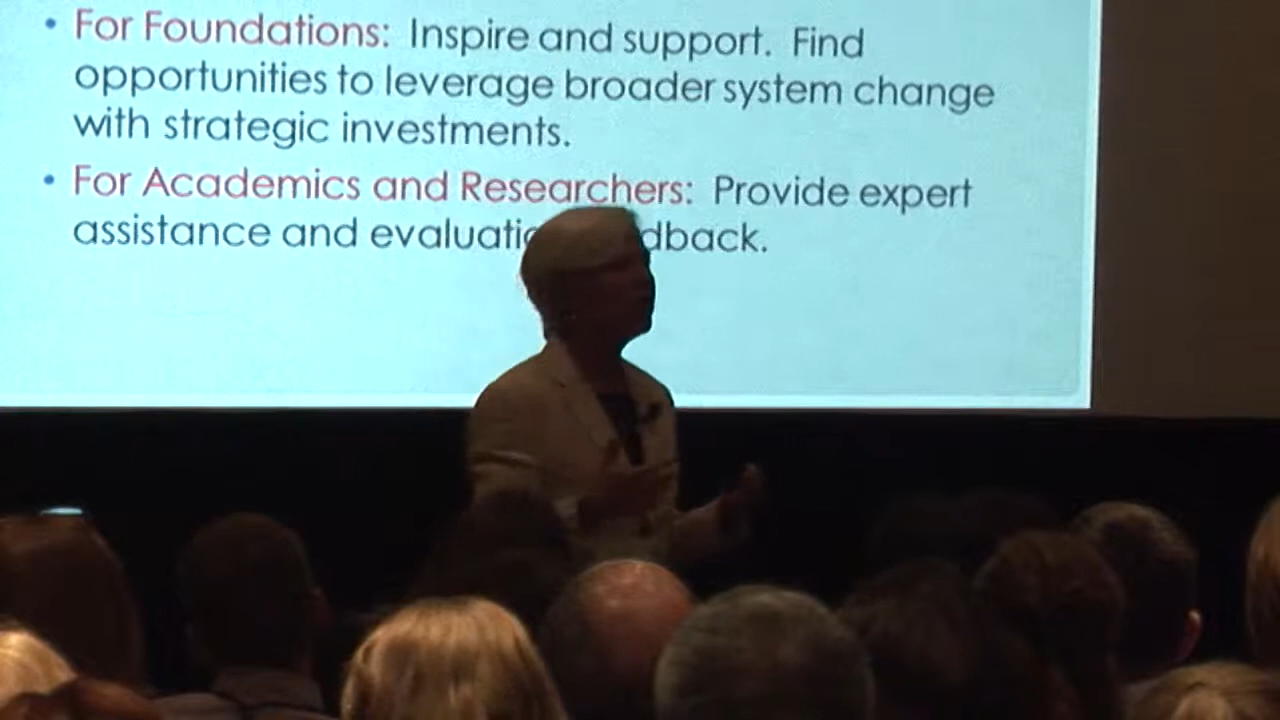 • For Foundations: Inspire and support. Find
opportunities to leverage broader system change
with strategic investments.
• For Academics and Researchers: Provide expert
assistance and